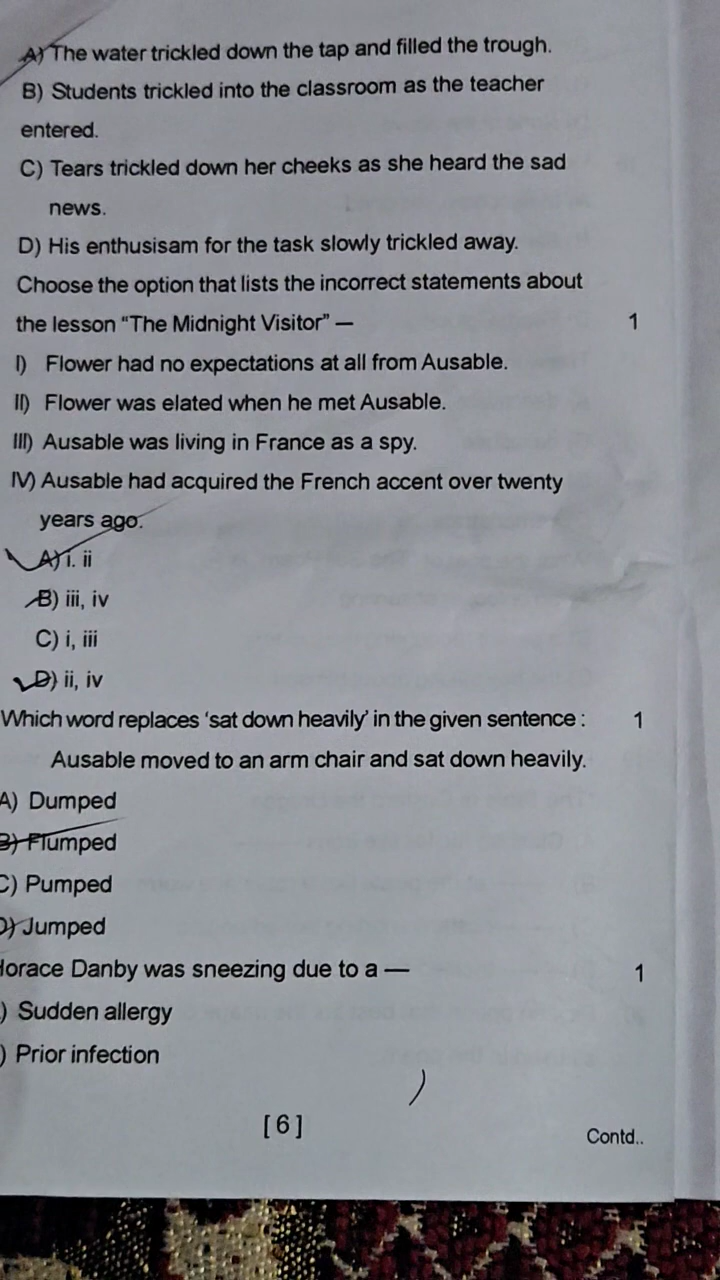 A) The water trickled down the tap and filled the trough.
B) Students trickled into the classroom as the teacher
entered.
C) Tears trickled down her cheeks as she heard the sad
news.
D) His enthusisam for the task slowly trickled away.
Choose the option that lists the incorrect statements about
the lesson “The Midnight Visitor” — 1
I) Flower had no expectations at all from Ausable.
II) Flower was elated when he met Ausable.
III) Ausable was living in France as a spy.
IV) Ausable had acquired the French accent over twenty
years ago.
A) i. ii
B) iii, iv
C) i, iii
D) ii, iv
Which word replaces ‘sat down heavily’ in the given sentence : 1
Ausable moved to an arm chair and sat down heavily.
A) Dumped
B) Flumped
C) Pumped
D) Jumped
Horace Danby was sneezing due to a — 1
) Sudden allergy
) Prior infection
[ 6 ]
Contd..